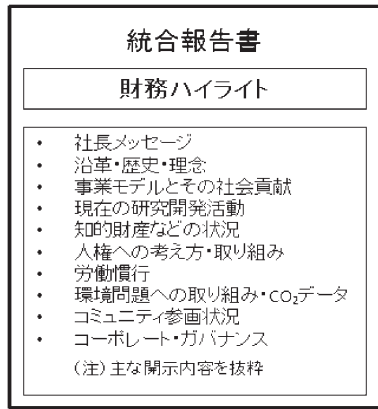 統合報告書
財務ハイライト
• 社長メッセージ
• 沿革・歴史・理念
• 事業モデルとその社会貢献
• 現在の研究開発活動
• 知的財産などの状況
• 人権への考え方・取り組み
• 労働慣行
• 環境問題への取り組み・CO₂データ
• コミュニティ参画状況
• コーポレート・ガバナンス
(注)主な開示内容を抜粋